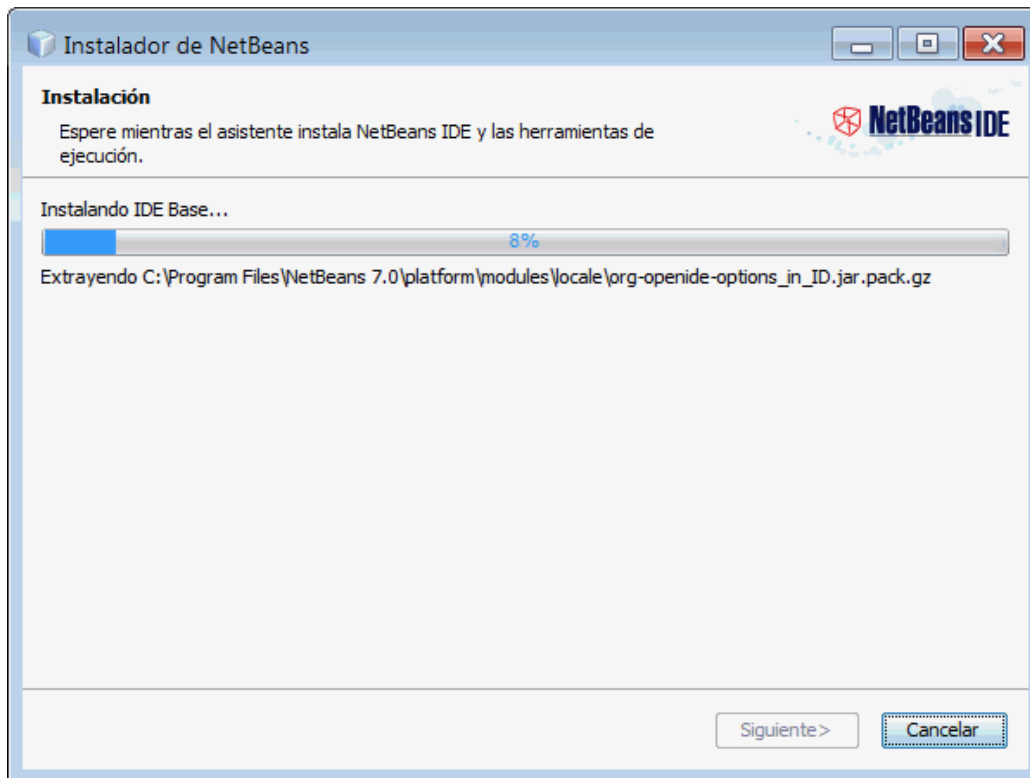 Instalador de NetBeans
Instalación
Espere mientras el asistente instala NetBeans IDE y las herramientas de
ejecución.
NetBeans IDE
Instalando IDE Base...
8%
Extrayendo C:\Program Files\NetBeans 7.0\platform\modules\locale\org-openide-options_in_ID.jar.pack.gz
Siguiente>
Cancelar